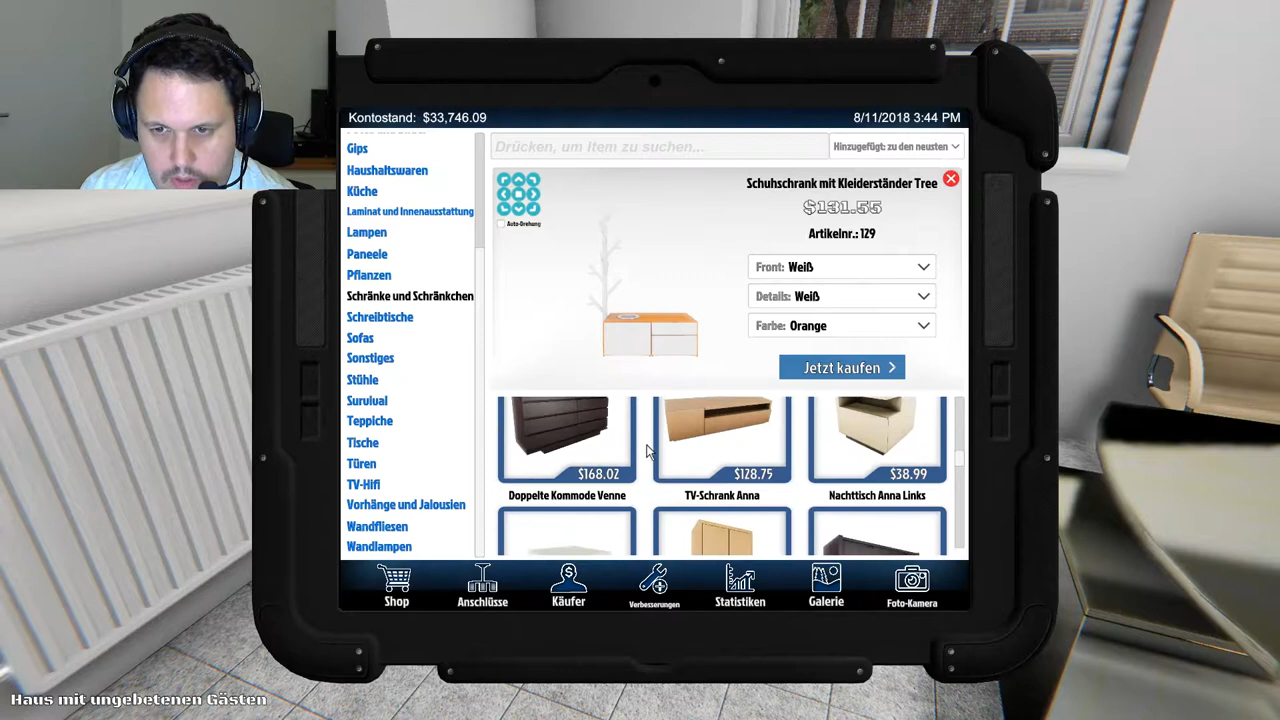 Kontostand: $33,746.09
8/11/2018 3:44 PM
Gips
Haushaltswaren
Küche
Laminat und Innenausstattung
Lampen
Paneele
Pflanzen
Schränke und Schränkchen
Schreibtische
Sofas
Sonstiges
Stühle
Survival
Teppiche
Tische
Türen
TV-Hifi
Vorhänge und Jalousien
Wandfliesen
Wandlampen
Drücken, um Item zu suchen...
Hinzugefügt: zu den neusten
Auto-Drehung
Schuhschrank mit Kleiderständer Tree
$131.55
Artikelnr.: 129
Front: Weiß
Details: Weiß
Farbe: Orange
Jetzt kaufen
$168.02
$128.75
$38.99
Doppelte Kommode Venne
TV-Schrank Anna
Nachttisch Anna Links
Shop
Anschlüsse
Käufer
Verbesserungen
Statistiken
Galerie
Foto-Kamera
Haus mit ungebetenen Gästen